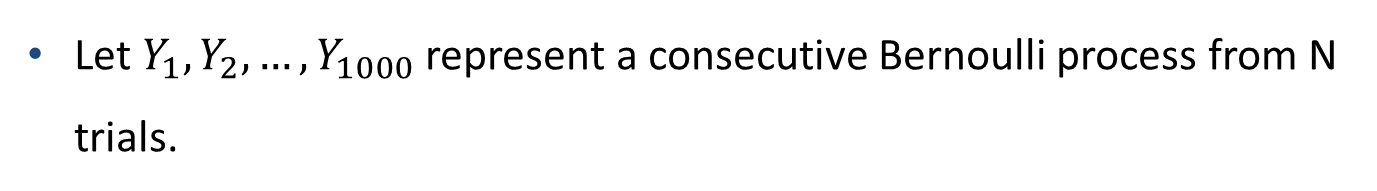 • Let Y₁, Y₂, … , Y₁₀₀₀ represent a consecutive Bernoulli process from N
trials.